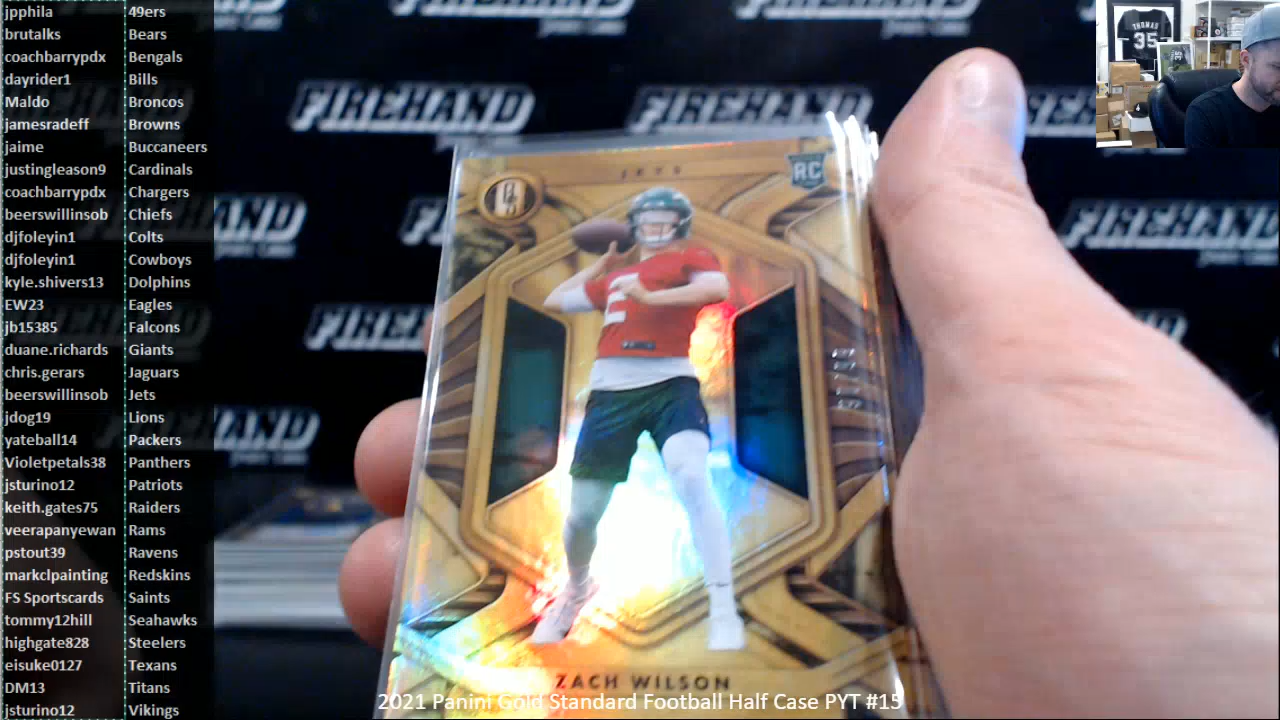 jpphila 49ers
brutalks Bears
coachbarrypdx Bengals
dayrider1 Bills
Maldo Broncos
jamesradeff Browns
jaime Buccaneers
justingleason9 Cardinals
coachbarrypdx Chargers
beerswillinsob Chiefs
djfoleyin1 Colts
djfoleyin1 Cowboys
kyle.shivers13 Dolphins
EW23 Eagles
jb15385 Falcons
duane.richards Giants
chris.gerars Jaguars
beerswillinsob Jets
jdog19 Lions
yateball14 Packers
Violetpetals38 Panthers
jsturino12 Patriots
keith.gates75 Raiders
veerapanyewan Rams
pstout39 Ravens
markclpainting Redskins
FS Sportscards Saints
tommy12hill Seahawks
highgate828 Steelers
eisuke0127 Texans
DM13 Titans
jsturino12 Vikings
FIREHAND
FIREHAND
FIREHAND
THOMAS
35
JETS
RC
GS
2
ZACH WILSON
2021 Panini Gold Standard Football Half Case PYT #15